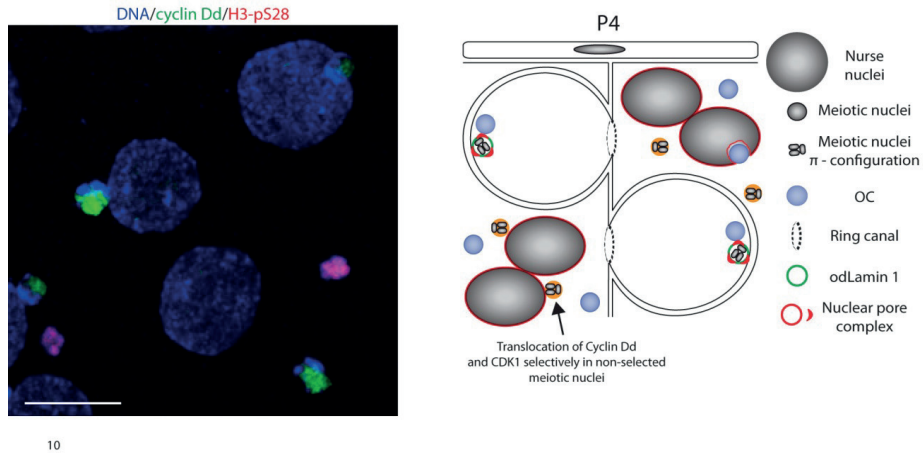 DNA/cyclin Dd/H3-pS28
10
P4
Translocation of Cyclin Dd
and CDK1 selectively in non-selected
meiotic nuclei
Nurse
nuclei
Meiotic nuclei
Meiotic nuclei
π - configuration
OC
Ring canal
odLamin 1
Nuclear pore
complex